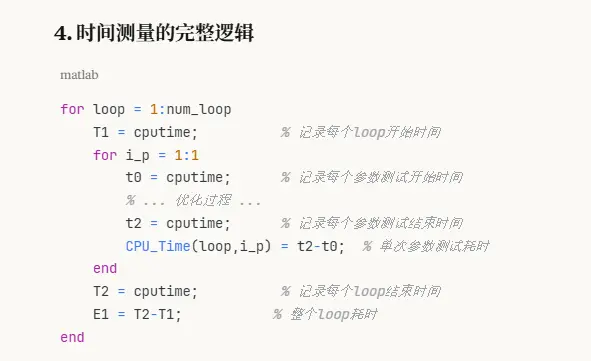 4. 时间测量的完整逻辑
matlab
for loop = 1:num_loop
    T1 = cputime;          % 记录每个loop开始时间
    for i_p = 1:1
        t0 = cputime;      % 记录每个参数测试开始时间
        % ... 优化过程 ...
        t2 = cputime;      % 记录每个参数测试结束时间
        CPU_Time(loop,i_p) = t2-t0;  % 单次参数测试耗时
    end
    T2 = cputime;          % 记录每个loop结束时间
    E1 = T2-T1;           % 整个loop耗时
end